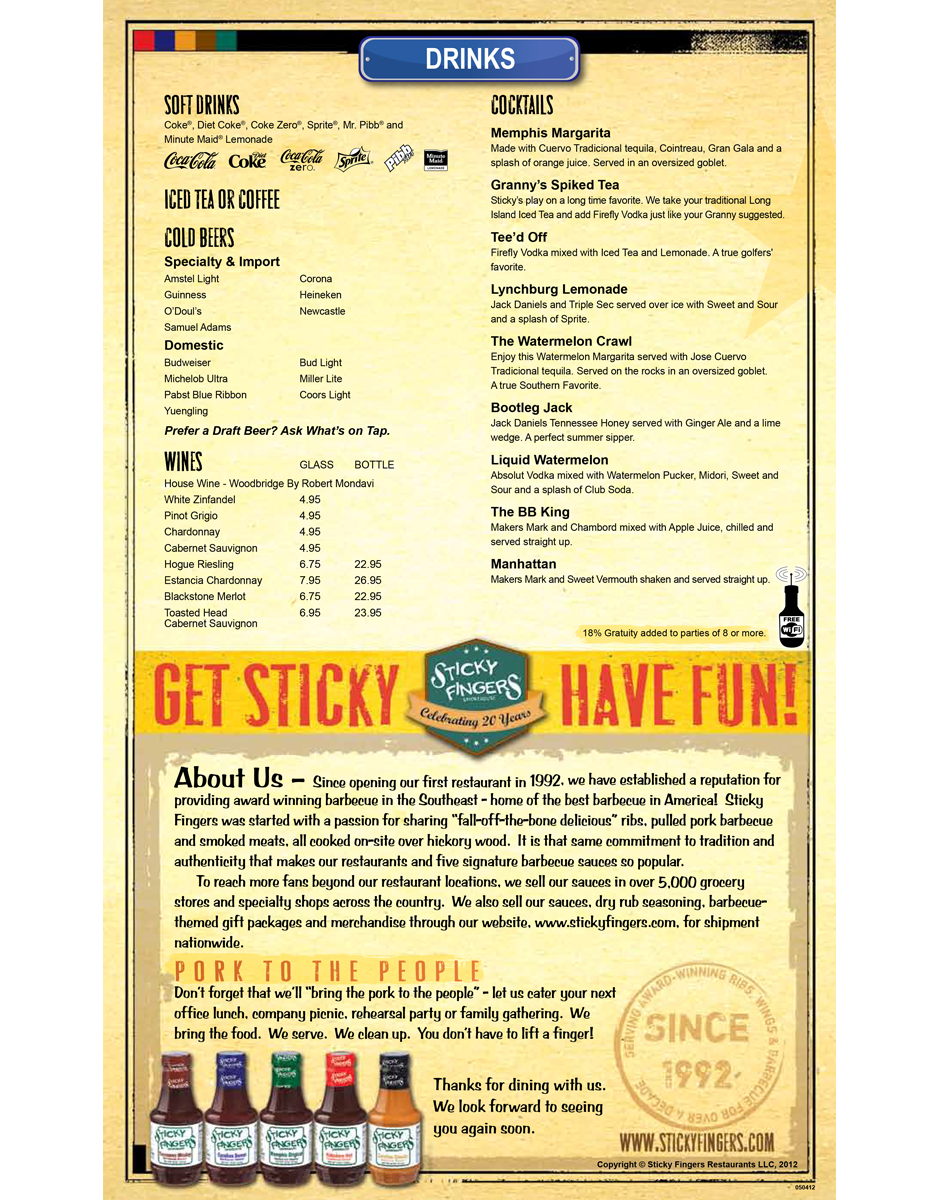 DRINKS
SOFT DRINKS
Coke®, Diet Coke®, Coke Zero®, Sprite®, Mr. Pibb® and
Minute Maid® Lemonade
Coca-Cola Diet Coke Coca-Cola zero. Sprite Pibb Minute Maid LEMONADE
ICED TEA OR COFFEE
COLD BEERS
Specialty & Import
Amstel Light Corona
Guinness Heineken
O'Doul's Newcastle
Samuel Adams
Domestic
Budweiser Bud Light
Michelob Ultra Miller Lite
Pabst Blue Ribbon Coors Light
Yuengling
Prefer a Draft Beer? Ask What's on Tap.
WINES GLASS BOTTLE
House Wine - Woodbridge By Robert Mondavi
White Zinfandel 4.95
Pinot Grigio 4.95
Chardonnay 4.95
Cabernet Sauvignon 4.95
Hogue Riesling 6.75 22.95
Estancia Chardonnay 7.95 26.95
Blackstone Merlot 6.75 22.95
Toasted Head 6.95 23.95
Cabernet Sauvignon
COCKTAILS
Memphis Margarita
Made with Cuervo Tradicional tequila, Cointreau, Gran Gala and a
splash of orange juice. Served in an oversized goblet.
Granny's Spiked Tea
Sticky's play on a long time favorite. We take your traditional Long
Island Iced Tea and add Firefly Vodka just like your Granny suggested.
Tee'd Off
Firefly Vodka mixed with Iced Tea and Lemonade. A true golfers'
favorite.
Lynchburg Lemonade
Jack Daniels and Triple Sec served over ice with Sweet and Sour
and a splash of Sprite.
The Watermelon Crawl
Enjoy this Watermelon Margarita served with Jose Cuervo
Tradicional tequila. Served on the rocks in an oversized goblet.
A true Southern Favorite.
Bootleg Jack
Jack Daniels Tennessee Honey served with Ginger Ale and a lime
wedge. A perfect summer sipper.
Liquid Watermelon
Absolut Vodka mixed with Watermelon Pucker, Midori, Sweet and
Sour and a splash of Club Soda.
The BB King
Makers Mark and Chambord mixed with Apple Juice, chilled and
served straight up.
Manhattan
Makers Mark and Sweet Vermouth shaken and served straight up.
FREE
WiFi
18% Gratuity added to parties of 8 or more.
GET STICKY HAVE FUN!
STICKY
FINGERS
Celebrating 20 Years
About Us – Since opening our first restaurant in 1992, we have established a reputation for
providing award winning barbecue in the Southeast - home of the best barbecue in America! Sticky
Fingers was started with a passion for sharing "fall-off-the-bone delicious" ribs, pulled pork barbecue
and smoked meats, all cooked on-site over hickory wood. It is that same commitment to tradition and
authenticity that makes our restaurants and five signature barbecue sauces so popular.
To reach more fans beyond our restaurant locations, we sell our sauces in over 5,000 grocery
stores and specialty shops across the country. We also sell our sauces, dry rub seasoning, barbecue-
themed gift packages and merchandise through our website, www.stickyfingers.com, for shipment
nationwide.
PORK TO THE PEOPLE
Don't forget that we'll "bring the pork to the people" - let us cater your next
office lunch, company picnic, rehearsal party or family gathering. We
bring the food. We serve. We clean up. You don't have to lift a finger!
Thanks for dining with us.
We look forward to seeing
you again soon.
SERVING AWARD-WINNING RIBS, WINGS & BARBECUE FOR OVER A DECADE
SINCE
1992
STICKY FINGERS STICKY FINGERS STICKY FINGERS STICKY FINGERS STICKY FINGERS
Tennessee Whiskey Carolina Sweet Memphis Original Habanero Hot Carolina Classic
WWW.STICKYFINGERS.COM
Copyright © Sticky Fingers Restaurants LLC, 2012
050412